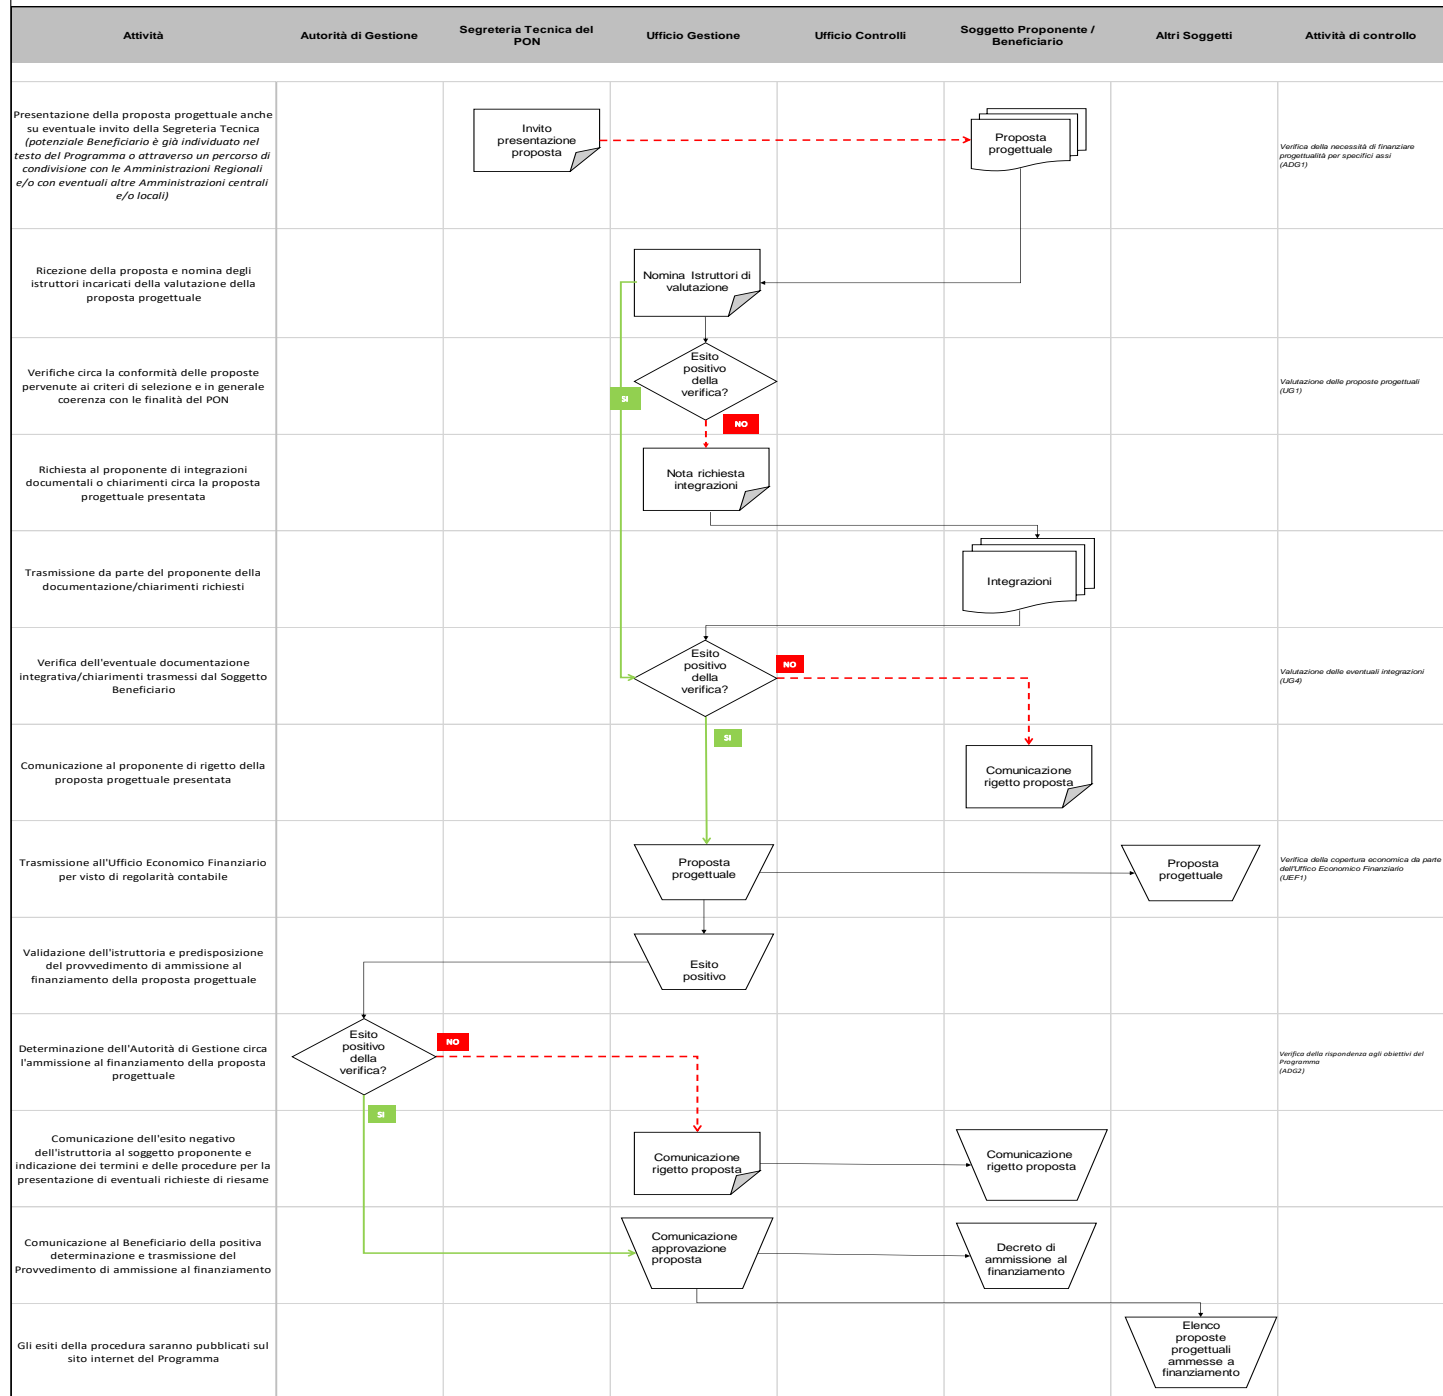 Attività
Autorità di Gestione
Segreteria Tecnica del
PON
Ufficio Gestione
Ufficio Controlli
Soggetto Proponente /
Beneficiario
Altri Soggetti
Attività di controllo
Presentazione della proposta progettuale anche
su eventuale invito della Segreteria Tecnica
(potenziale Beneficiario è già individuato nel
testo del Programma o attraverso un percorso di
condivisione con le Amministrazioni Regionali
e/o con eventuali altre Amministrazioni centrali
e/o locali)
Invito
presentazione
proposta
Proposta
progettuale
Verifica della necessità di finanziare
progettualità per specifici assi
(ADG1)
Ricezione della proposta e nomina degli
istruttori incaricati della valutazione della
proposta progettuale
Nomina Istruttori di
valutazione
Verifiche circa la conformità delle proposte
pervenute ai criteri di selezione e in generale
coerenza con le finalità del PON
Esito
positivo
della
verifica?
SI
NO
Valutazione delle proposte progettuali
(UG1)
Richiesta al proponente di integrazioni
documentali o chiarimenti circa la proposta
progettuale presentata
Nota richiesta
integrazioni
Trasmissione da parte del proponente della
documentazione/chiarimenti richiesti
Integrazioni
Verifica dell'eventuale documentazione
integrativa/chiarimenti trasmessi dal Soggetto
Beneficiario
Esito
positivo
della
verifica?
NO
SI
Valutazione delle eventuali integrazioni
(UG4)
Comunicazione al proponente di rigetto della
proposta progettuale presentata
Comunicazione
rigetto proposta
Trasmissione all'Ufficio Economico Finanziario
per visto di regolarità contabile
Proposta
progettuale
Proposta
progettuale
Verifica della copertura economica da parte
dell'Uffico Economico Finanziario
(UEF1)
Validazione dell'istruttoria e predisposizione
del provvedimento di ammissione al
finanziamento della proposta progettuale
Esito
positivo
Determinazione dell'Autorità di Gestione circa
l'ammissione al finanziamento della proposta
progettuale
Esito
positivo
della
verifica?
NO
SI
Verifica della rispondenza agli obiettivi del
Programma
(ADG2)
Comunicazione dell'esito negativo
dell'istruttoria al soggetto proponente e
indicazione dei termini e delle procedure per la
presentazione di eventuali richieste di riesame
Comunicazione
rigetto proposta
Comunicazione
rigetto proposta
Comunicazione al Beneficiario della positiva
determinazione e trasmissione del
Provvedimento di ammissione al finanziamento
Comunicazione
approvazione
proposta
Decreto di
ammissione al
finanziamento
Gli esiti della procedura saranno pubblicati sul
sito internet del Programma
Elenco
proposte
progettuali
ammesse a
finanziamento